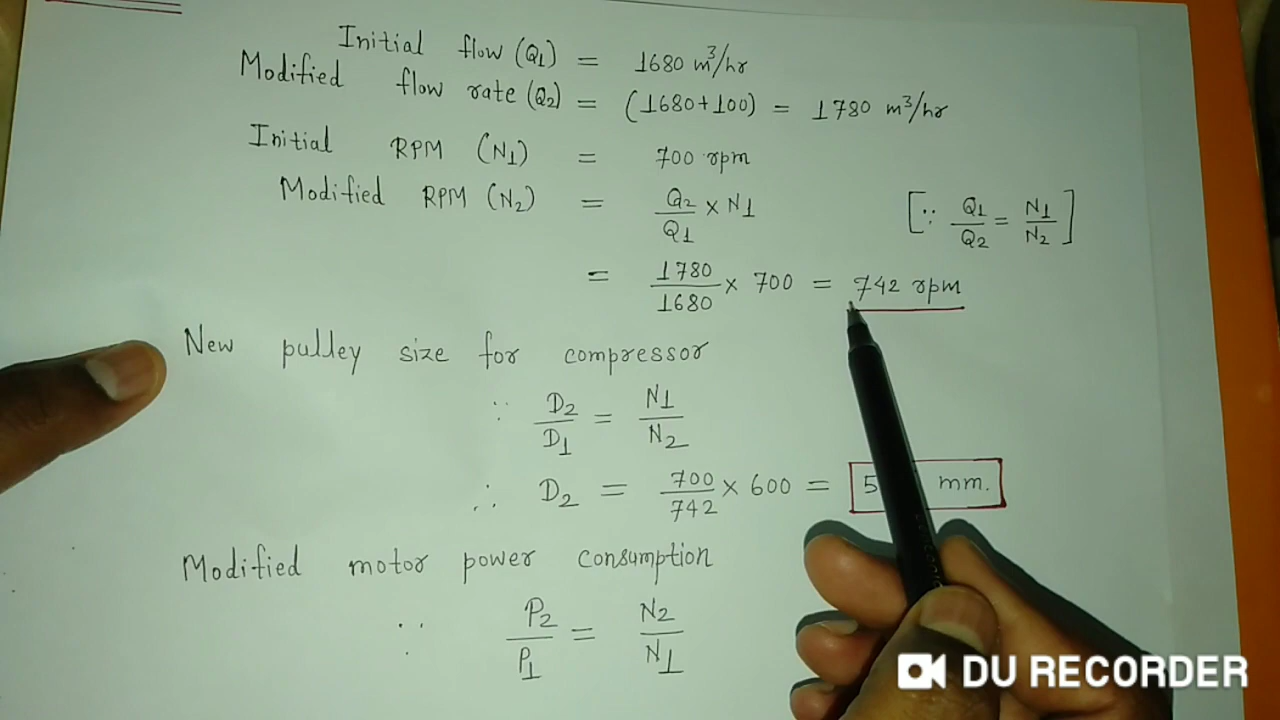 Initial flow (Q1) = 1680 m³/hr
Modified flow rate (Q2) = (1680+100) = 1780 m³/hr
Initial RPM (N1) = 700 rpm
Modified RPM (N2) = Q2/Q1 × N1 [∵ Q1/Q2 = N1/N2]
= 1780/1680 × 700 = 742 rpm
New pulley size for compressor
∵ D2/D1 = N1/N2
∴ D2 = 700/742 × 600 = 5 mm.
Modified motor power consumption
∵ P2/P1 = N2/N1
DU RECORDER